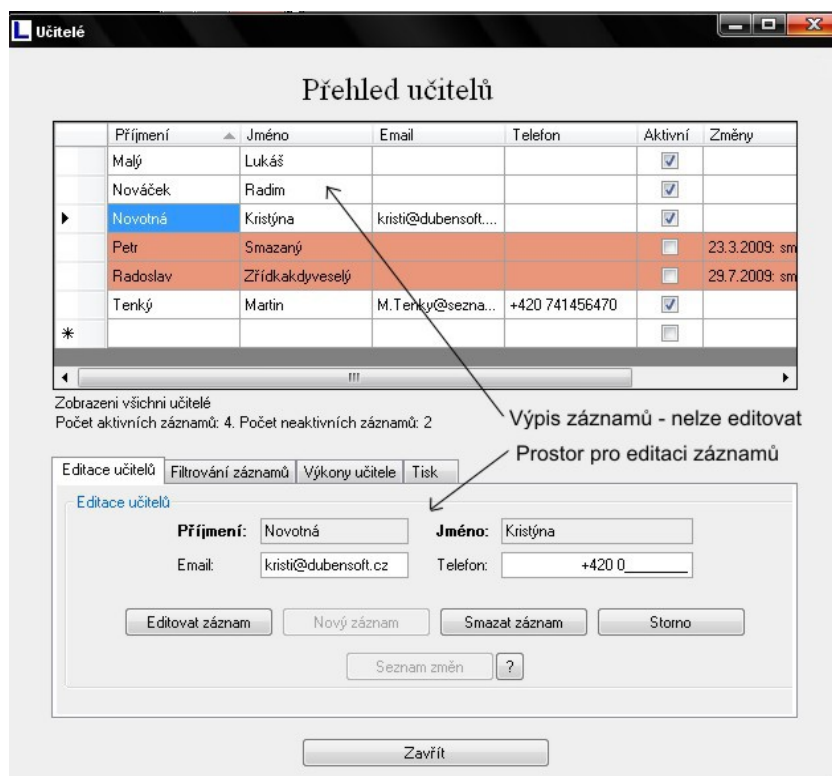 Učitelé
Přehled učitelů
Příjmení Jméno Email Telefon Aktivní Změny
Malý Lukáš
Nováček Radim
Novotná Kristýna kristi@dubensoft....
Petr Smazaný 23.3.2009: sm
Radoslav Zřídkakdyveselý 29.7.2009: sm
Tenký Martin M.Tenky@sezna... +420 741456470
Zobrazeni všichni učitelé
Počet aktivních záznamů: 4. Počet neaktivních záznamů: 2
Výpis záznamů - nelze editovat
Prostor pro editaci záznamů
Editace učitelů Filtrování záznamů Výkony učitele Tisk
Editace učitelů
Příjmení: Novotná Jméno: Kristýna
Email: kristi@dubensoft.cz Telefon: +420 0________
Editovat záznam Nový záznam Smazat záznam Storno
Seznam změn ?
Zavřít